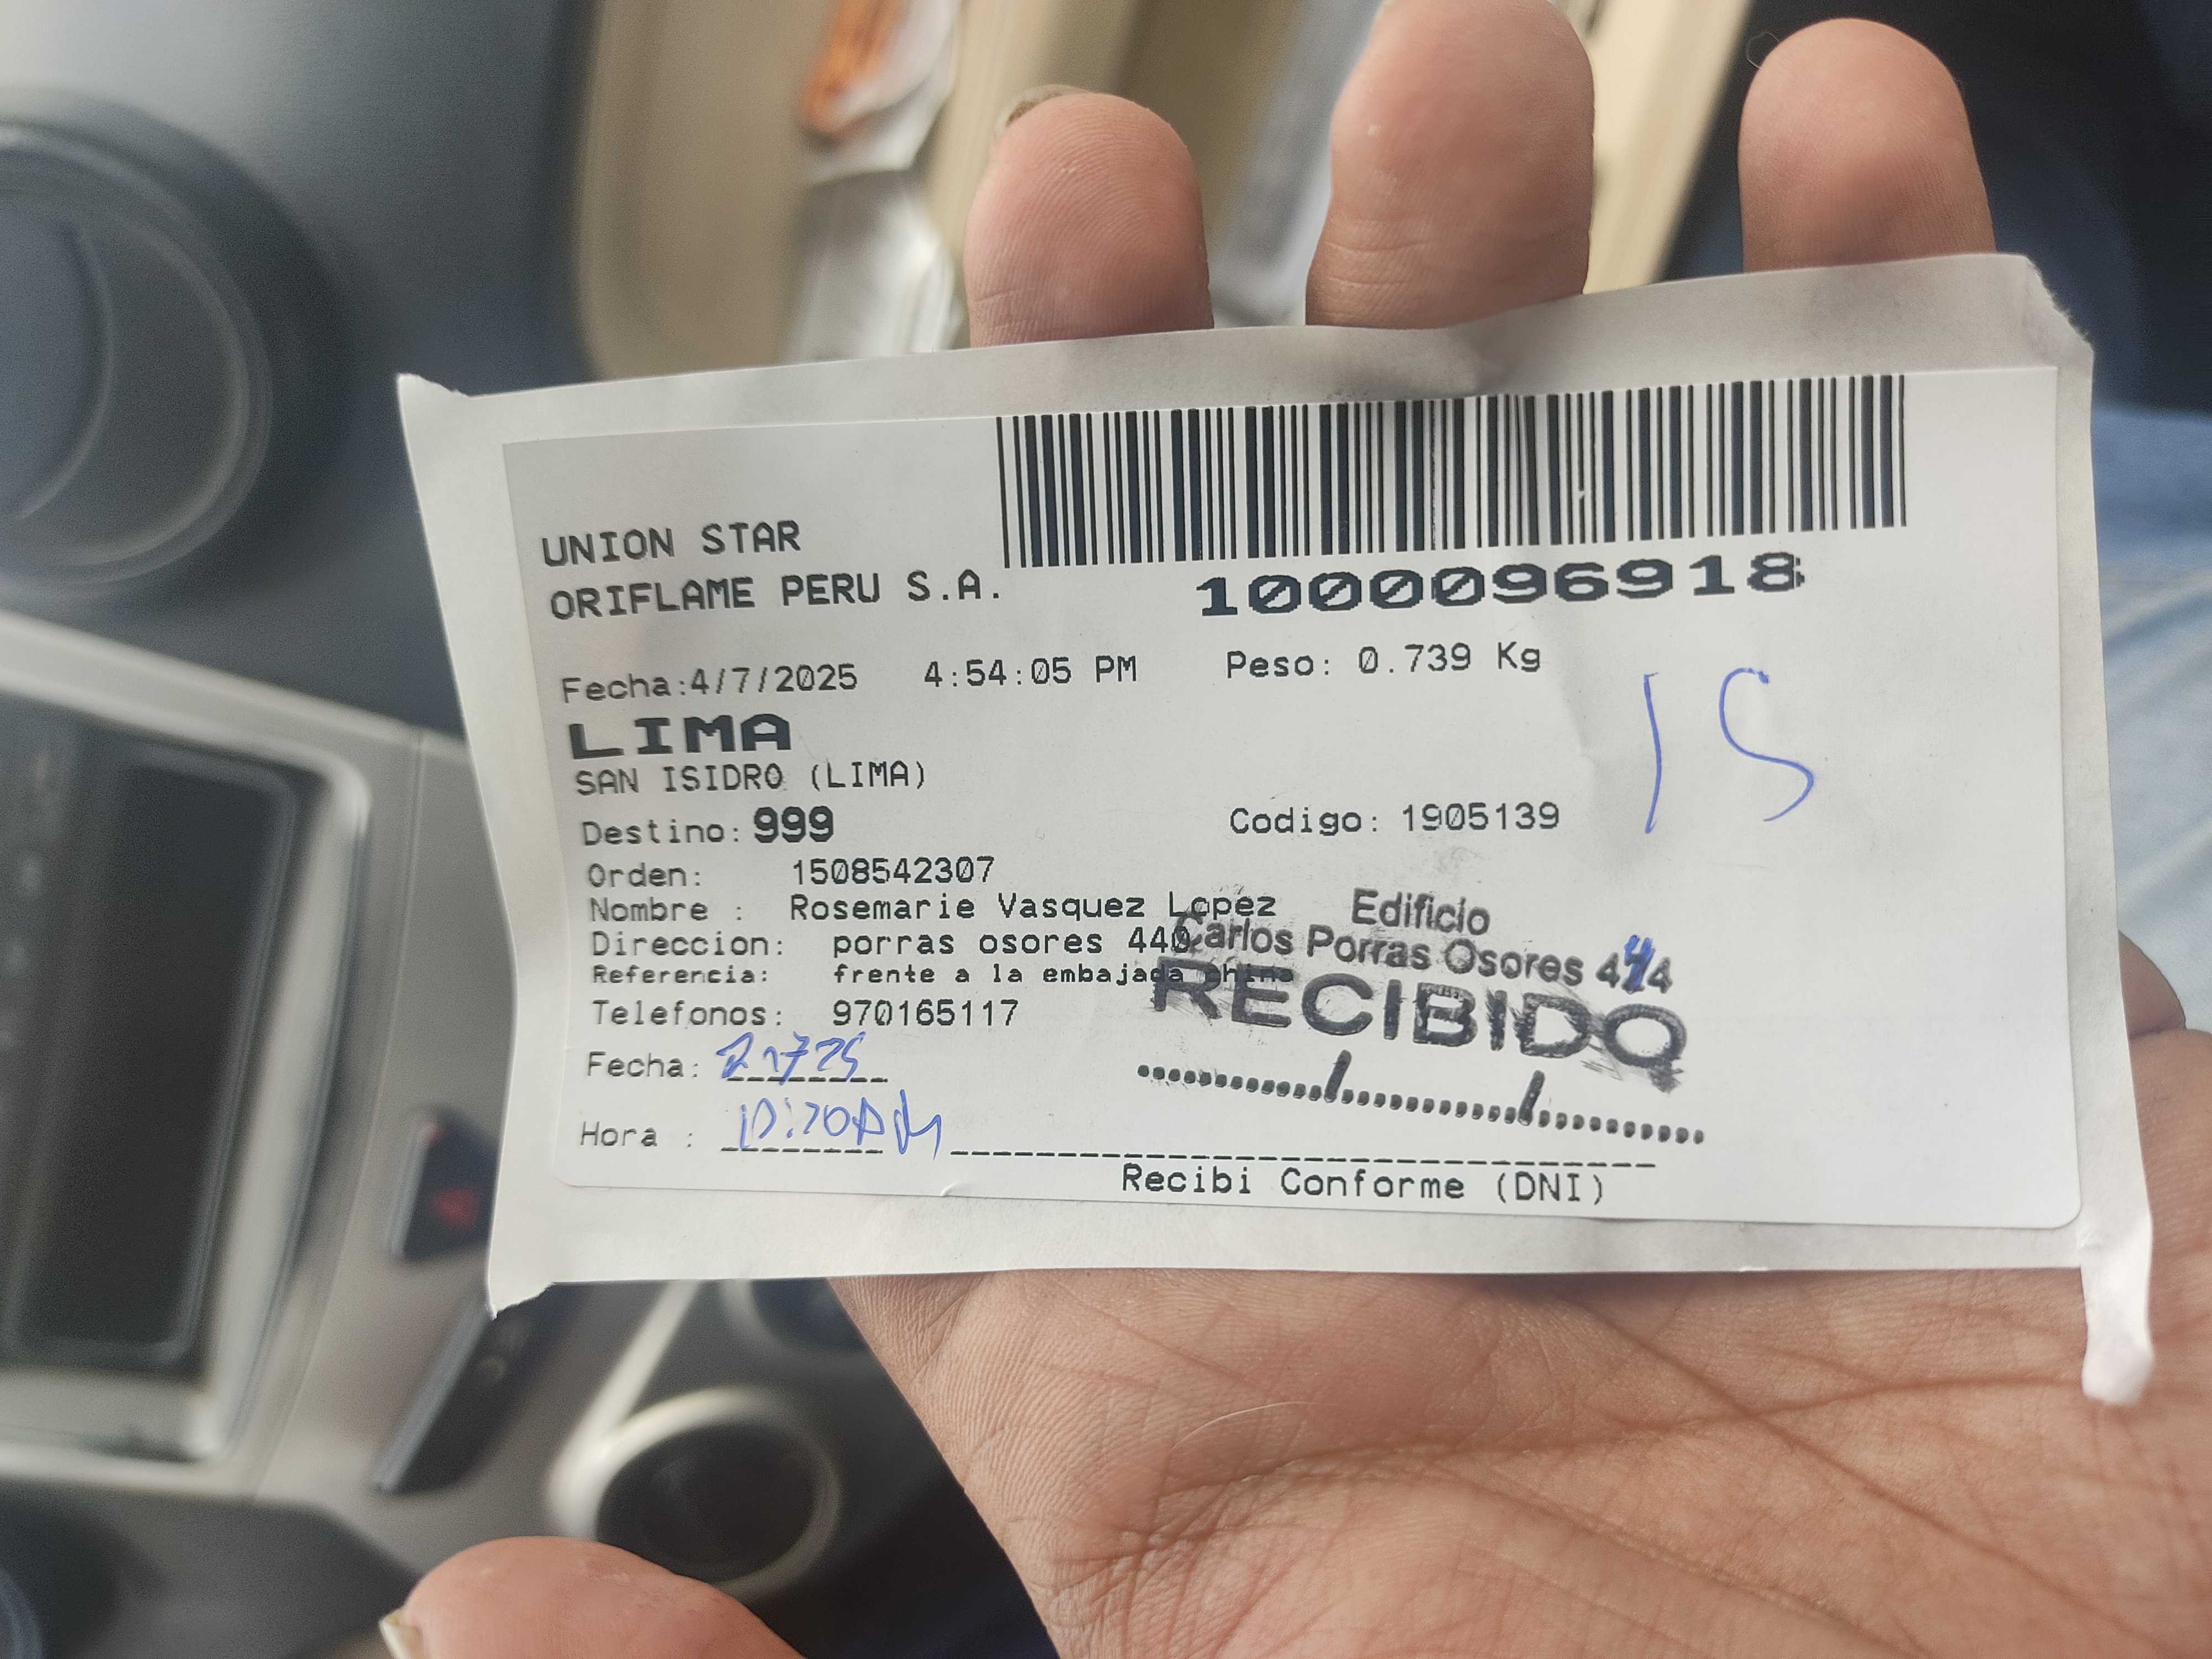 UNION STAR
ORIFLAME PERU S.A.
1000096918
Fecha:4/7/2025 4:54:05 PM Peso: 0.739 Kg
LIMA
SAN ISIDRO (LIMA)
Destino: 999 Codigo: 1905139
Orden: 1508542307
Nombre : Rosemarie Vasquez Lopez
Direccion: porras osores 440
Referencia: frente a la embajada china
Telefonos: 970165117
Edificio
Carlos Porras Osores
RECIBIDO
Fecha:
Hora :
Recibi Conforme (DNI)